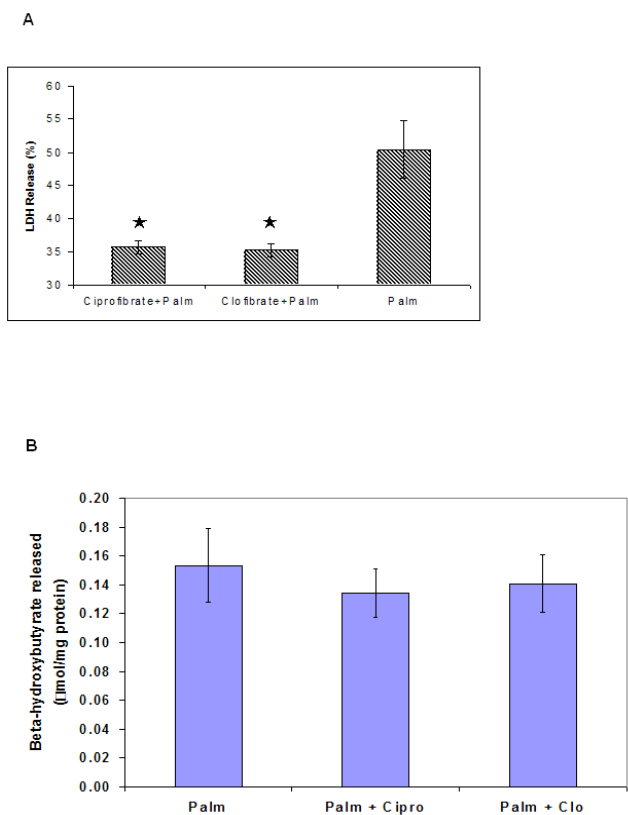 A
LDH Release (%)
60
55
50
45
40
35
30
Ciprofibrate+Palm Clofibrate+Palm Palm
B
Beta-hydroxybutyrate released
(□mol/mg protein)
0.20
0.18
0.16
0.14
0.12
0.10
0.08
0.06
0.04
0.02
0.00
Palm Palm + Cipro Palm + Clo